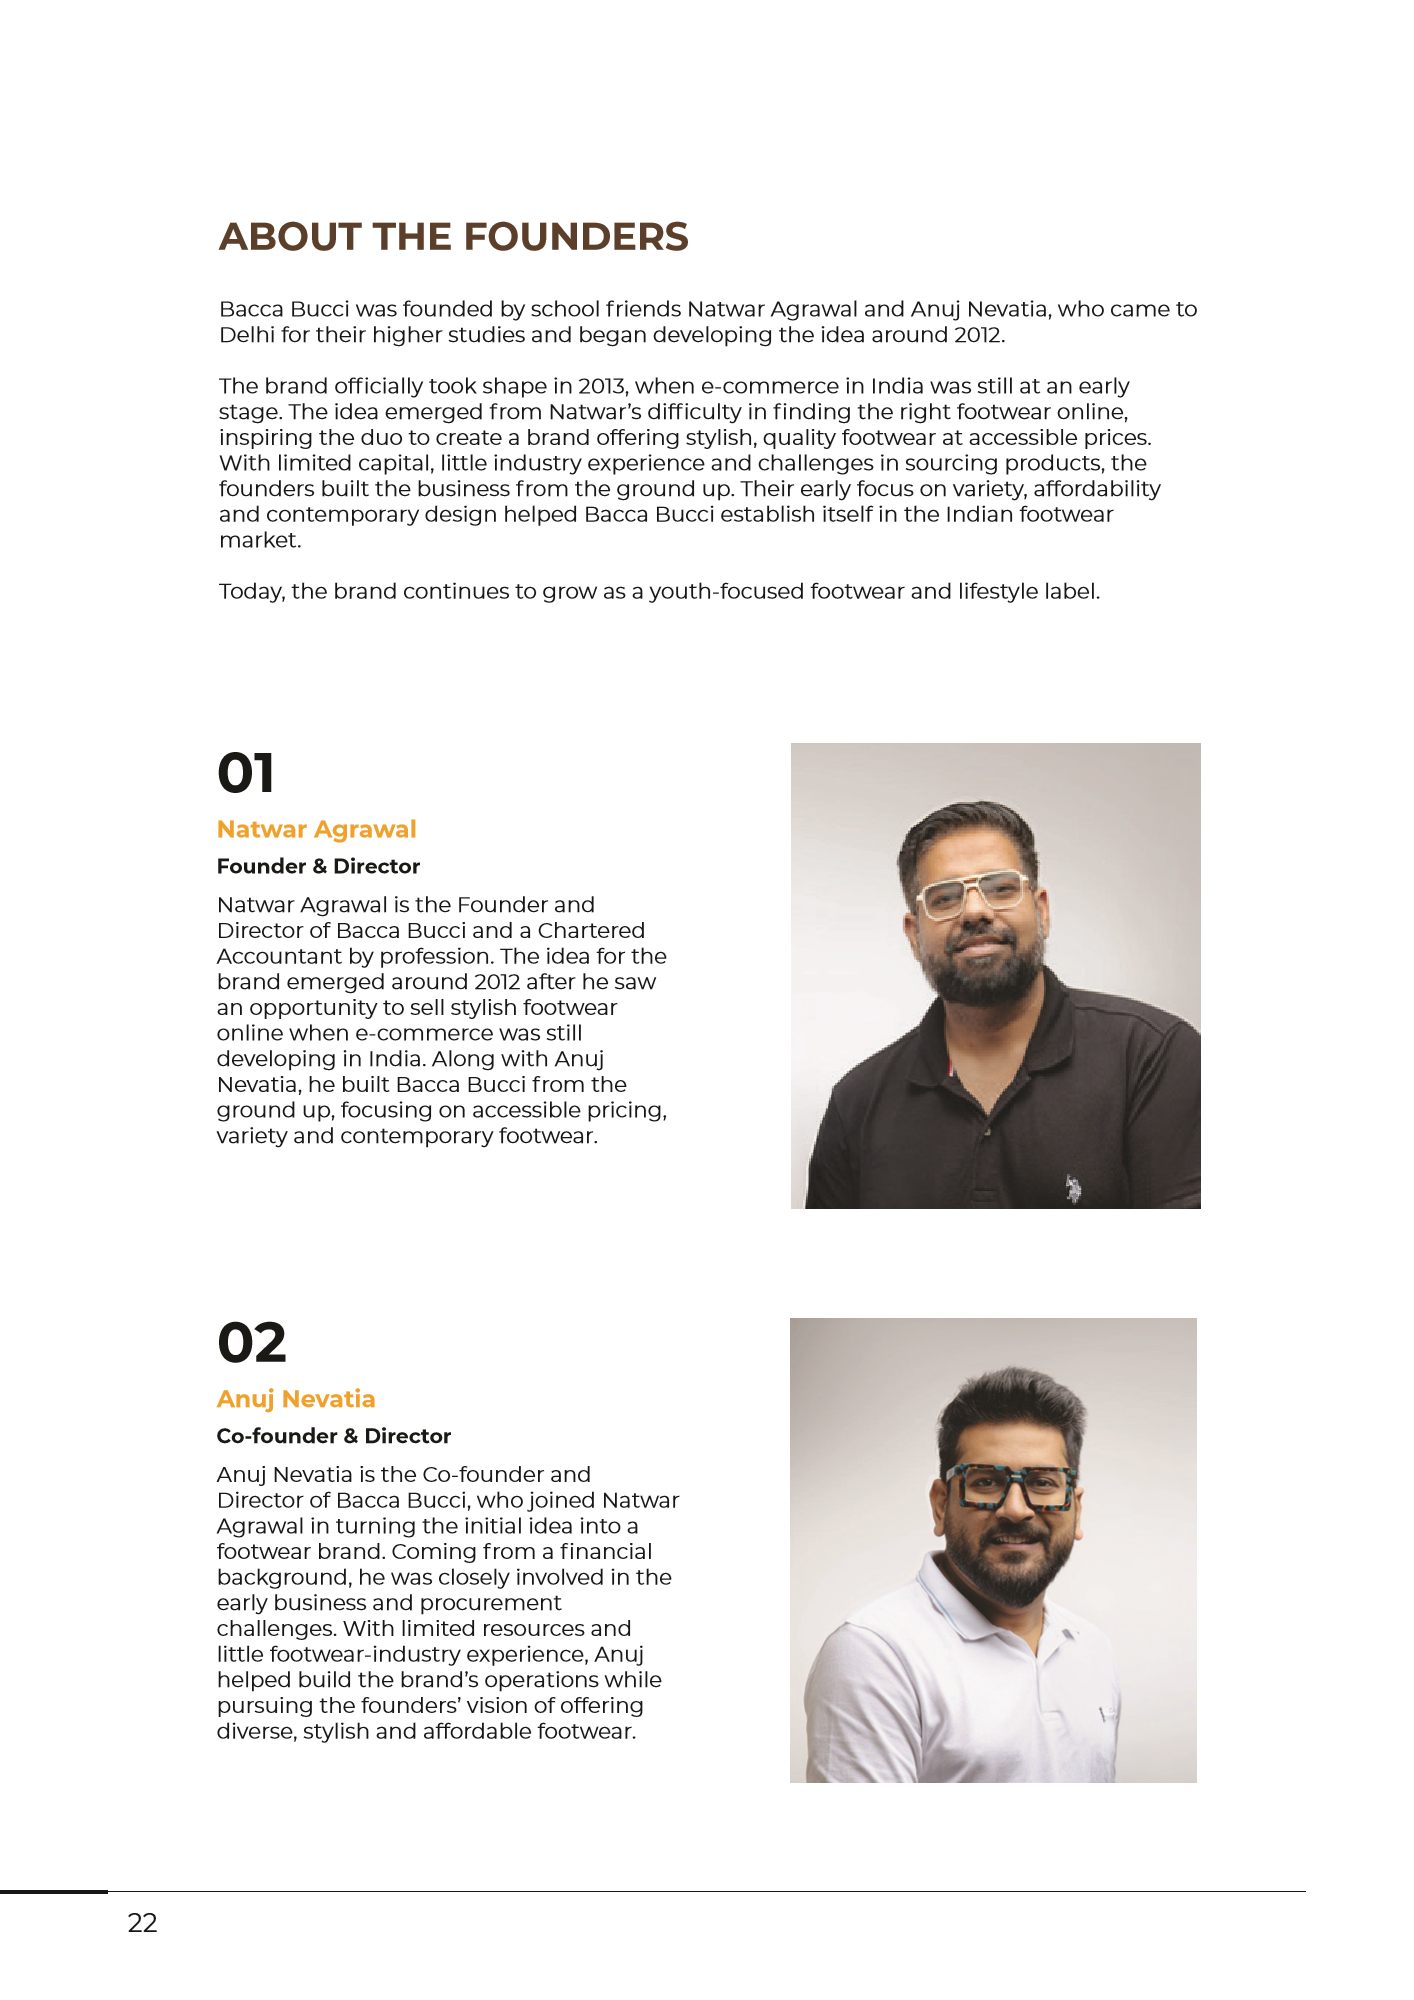 ABOUT THE FOUNDERS
Bacca Bucci was founded by school friends Natwar Agrawal and Anuj Nevatia, who came to
Delhi for their higher studies and began developing the idea around 2012.
The brand officially took shape in 2013, when e-commerce in India was still at an early
stage. The idea emerged from Natwar’s difficulty in finding the right footwear online,
inspiring the duo to create a brand offering stylish, quality footwear at accessible prices.
With limited capital, little industry experience and challenges in sourcing products, the
founders built the business from the ground up. Their early focus on variety, affordability
and contemporary design helped Bacca Bucci establish itself in the Indian footwear
market.
Today, the brand continues to grow as a youth-focused footwear and lifestyle label.
01
Natwar Agrawal
Founder & Director
Natwar Agrawal is the Founder and
Director of Bacca Bucci and a Chartered
Accountant by profession. The idea for the
brand emerged around 2012 after he saw
an opportunity to sell stylish footwear
online when e-commerce was still
developing in India. Along with Anuj
Nevatia, he built Bacca Bucci from the
ground up, focusing on accessible pricing,
variety and contemporary footwear.
02
Anuj Nevatia
Co-founder & Director
Anuj Nevatia is the Co-founder and
Director of Bacca Bucci, who joined Natwar
Agrawal in turning the initial idea into a
footwear brand. Coming from a financial
background, he was closely involved in the
early business and procurement
challenges. With limited resources and
little footwear-industry experience, Anuj
helped build the brand’s operations while
pursuing the founders’ vision of offering
diverse, stylish and affordable footwear.
22